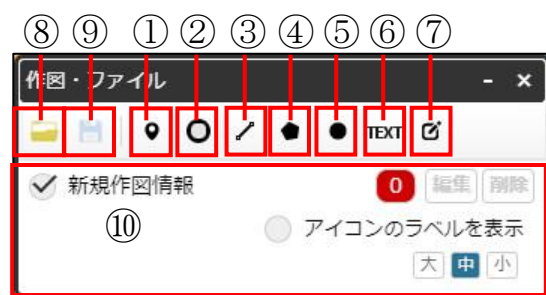 ⑧ ⑨ ① ② ③ ④ ⑤ ⑥ ⑦
作図・ファイル - ×
TEXT
新規作図情報 0 編集 削除
⑩ アイコンのラベルを表示
大 中 小